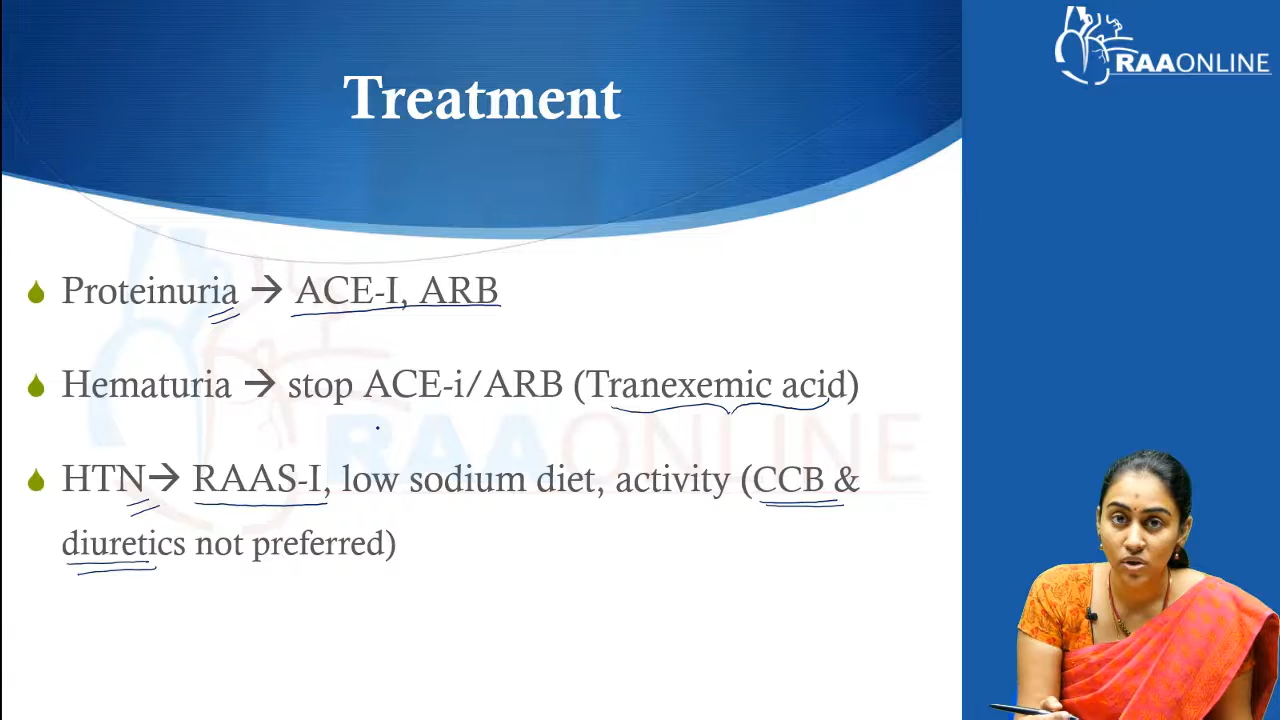 RAAONLINE
Treatment
Proteinuria → ACE-I, ARB
Hematuria → stop ACE-i/ARB (Tranexemic acid)
HTN→ RAAS-I, low sodium diet, activity (CCB &
diuretics not preferred)
RAAONLINE